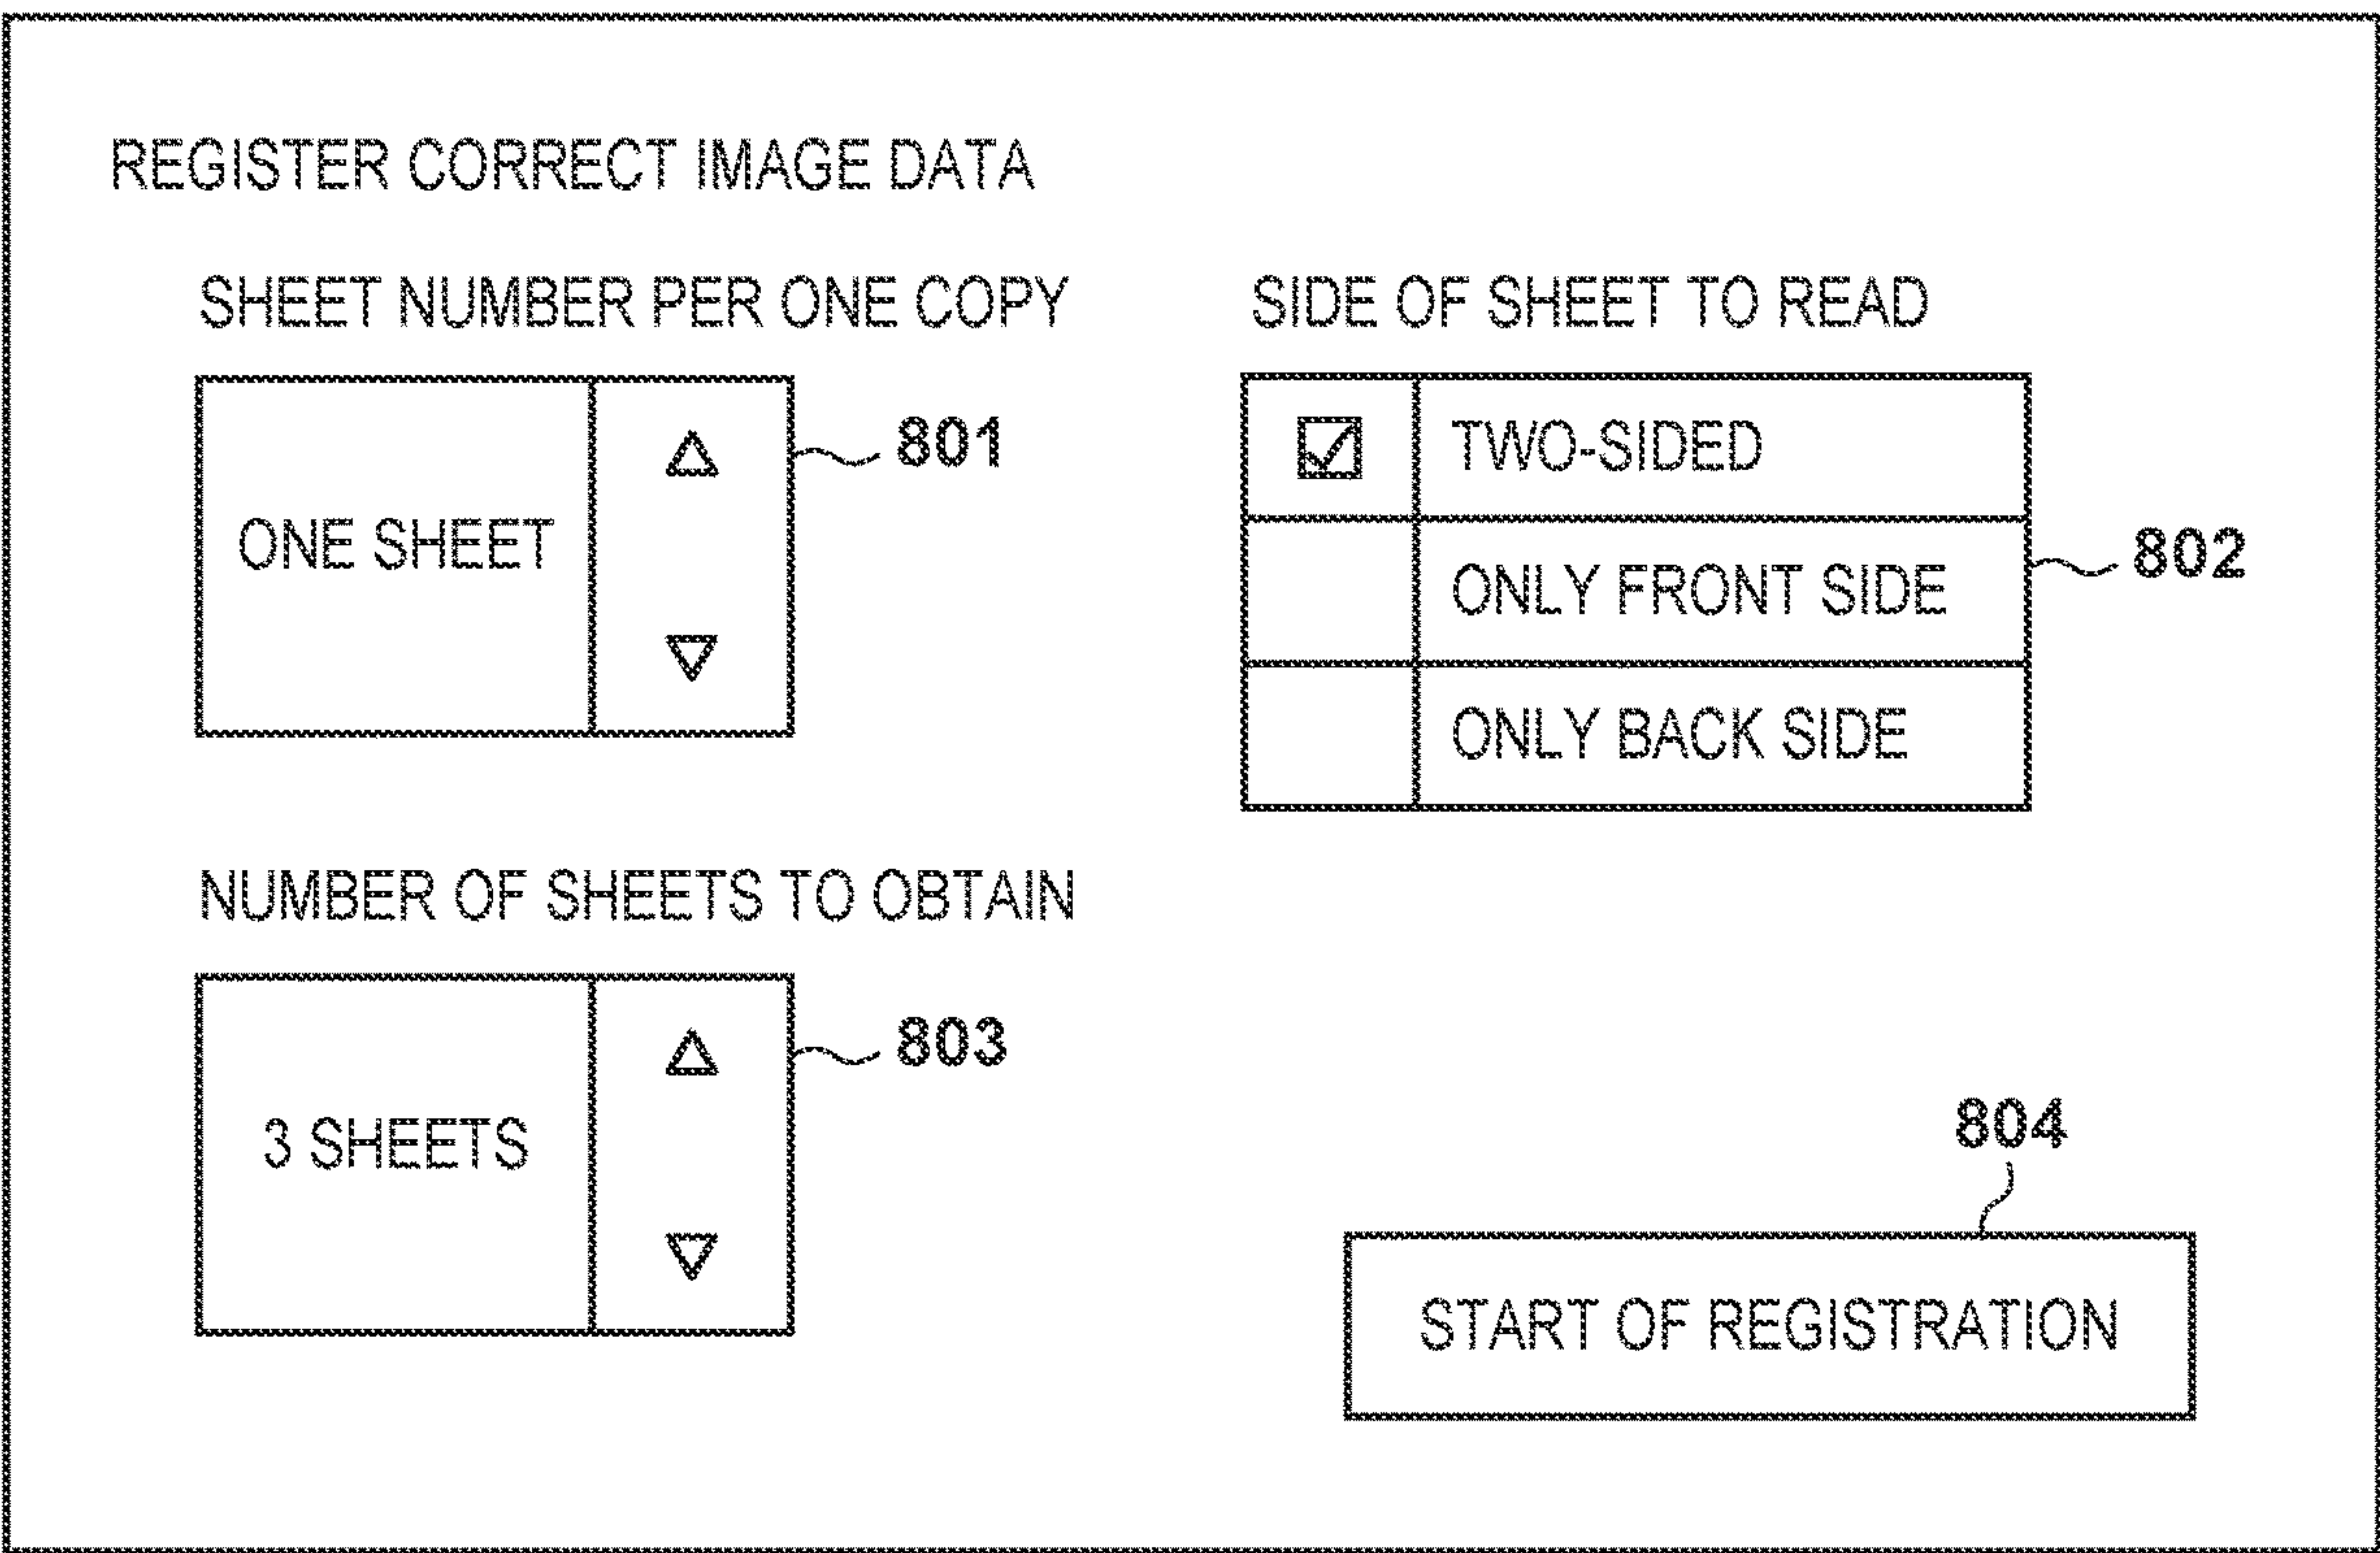 REGISTER CORRECT IMAGE DATA
SHEET NUMBER PER ONE COPY
ONE SHEET
801
SIDE OF SHEET TO READ
TWO-SIDED
ONLY FRONT SIDE
ONLY BACK SIDE
802
NUMBER OF SHEETS TO OBTAIN
3 SHEETS
803
804
START OF REGISTRATION